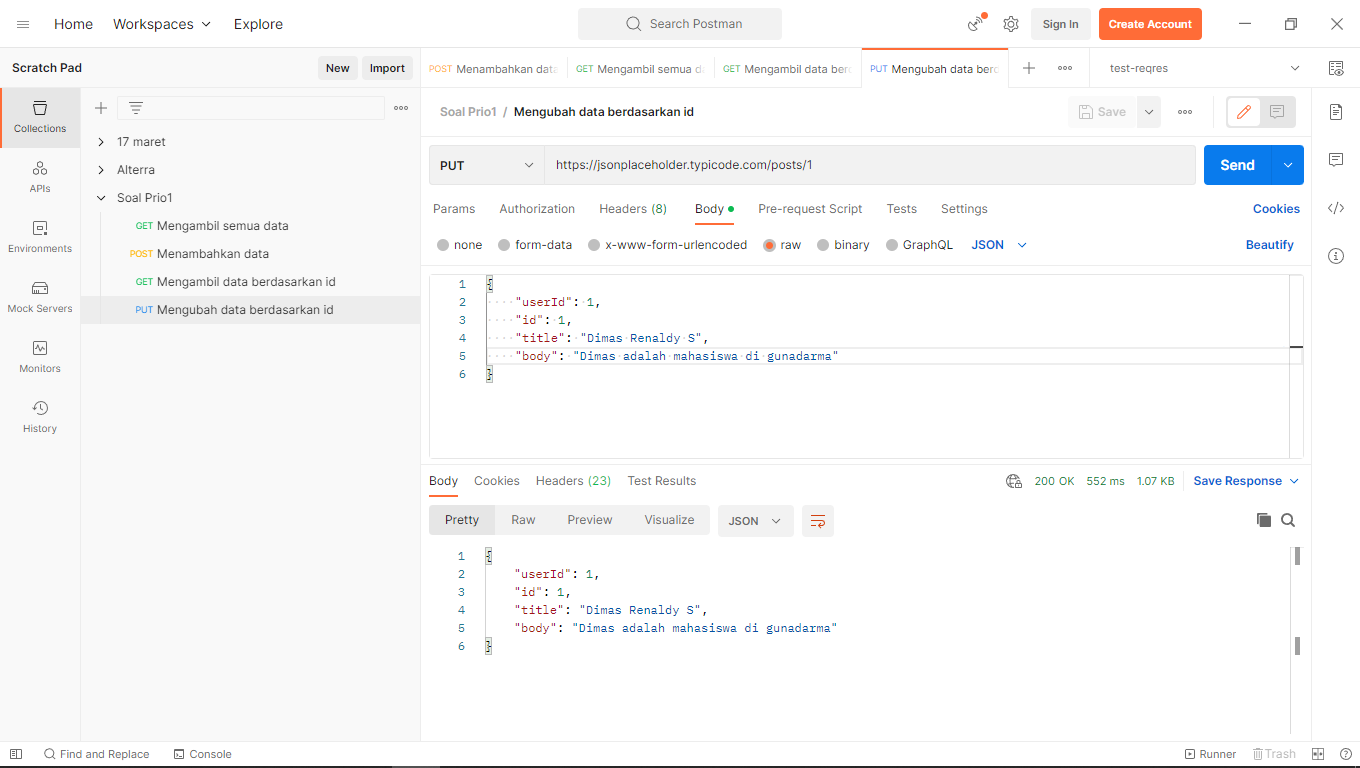 Home Workspaces Explore Search Postman Sign In Create Account
Scratch Pad New Import
POST Menambahkan data GET Mengambil semua d GET Mengambil data ber PUT Mengubah data berd test-reqres
Collections
APIs
Environments
Mock Servers
Monitors
History
17 maret
Alterra
Soal Prio1
GET Mengambil semua data
POST Menambahkan data
GET Mengambil data berdasarkan id
PUT Mengubah data berdasarkan id
Soal Prio1 / Mengubah data berdasarkan id Save
PUT https://jsonplaceholder.typicode.com/posts/1 Send
Params Authorization Headers (8) Body Pre-request Script Tests Settings Cookies
none form-data x-www-form-urlencoded raw binary GraphQL JSON Beautify
1 {
2 "userId": 1,
3 "id": 1,
4 "title": "Dimas Renaldy S",
5 "body": "Dimas adalah mahasiswa di gunadarma"
6 }
Body Cookies Headers (23) Test Results 200 OK 552 ms 1.07 KB Save Response
Pretty Raw Preview Visualize JSON
1 {
2 "userId": 1,
3 "id": 1,
4 "title": "Dimas Renaldy S",
5 "body": "Dimas adalah mahasiswa di gunadarma"
6 }
Find and Replace Console Runner Trash